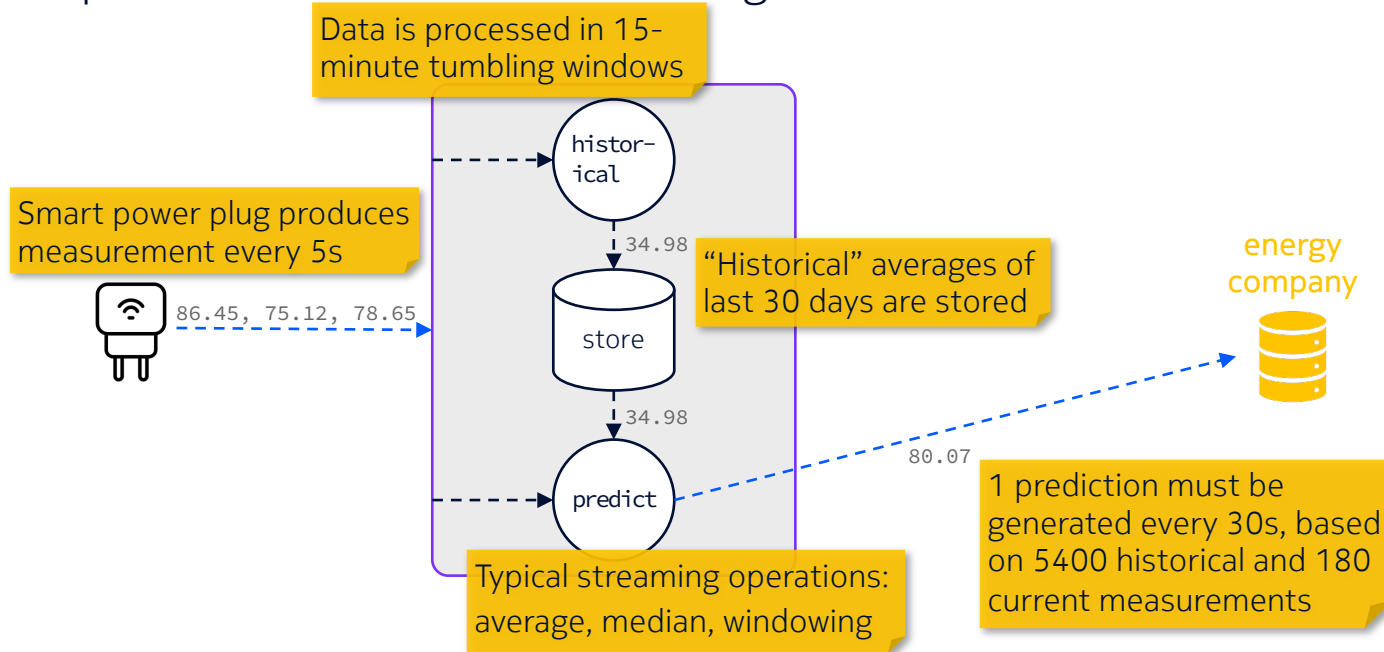 Data is processed in 15-
minute tumbling windows
histor-
ical
Smart power plug produces
measurement every 5s
34.98
“Historical” averages of
last 30 days are stored
energy
company
86.45, 75.12, 78.65
store
34.98
80.07
predict
1 prediction must be
generated every 30s, based
on 5400 historical and 180
current measurements
Typical streaming operations:
average, median, windowing